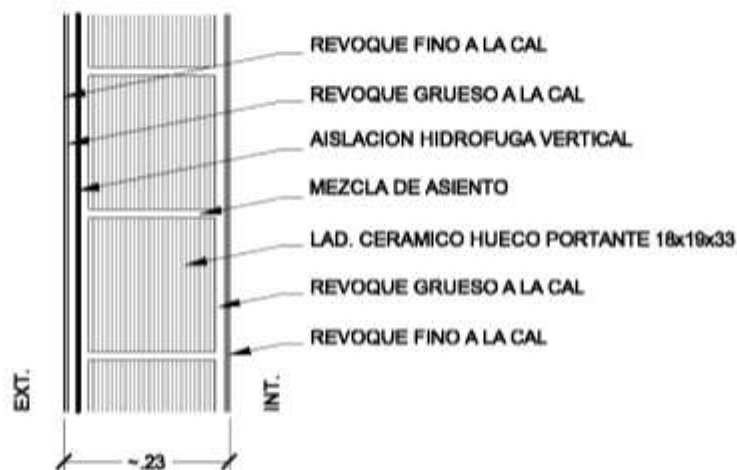 REVOQUE FINO A LA CAL
REVOQUE GRUESO A LA CAL
AISLACION HIDROFUGA VERTICAL
MEZCLA DE ASIENTO
LAD. CERAMICO HUECO PORTANTE 18x19x33
REVOQUE GRUESO A LA CAL
REVOQUE FINO A LA CAL
EXT.
INT.
~.23